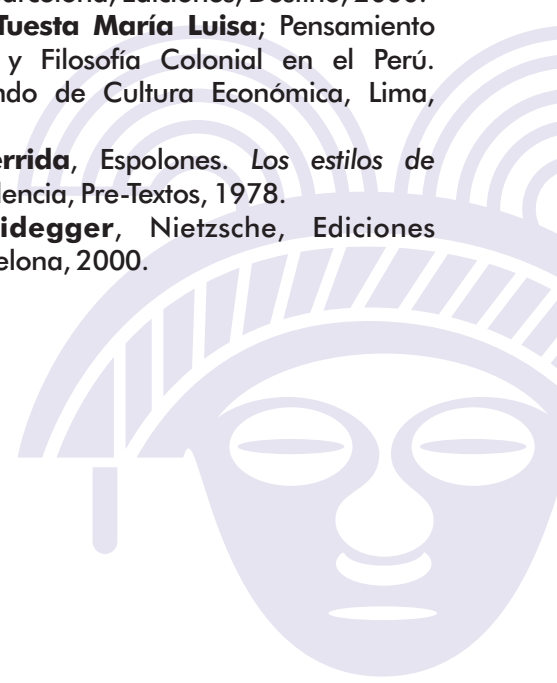 arcelona, Ediciones, Destino, 2000.
Tuesta María Luisa; Pensamiento
y Filosofía Colonial en el Perú.
ndo de Cultura Económica, Lima,
errida, Espolones. Los estilos de
lencia, Pre-Textos, 1978.
idegger, Nietzsche, Ediciones
elona, 2000.